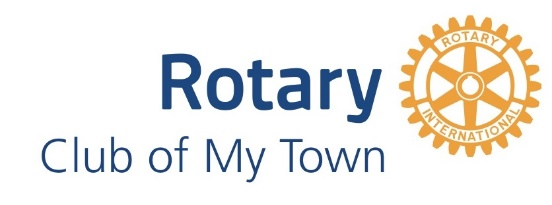 Rotary
Club of My Town
ROTARY
INTERNATIONAL